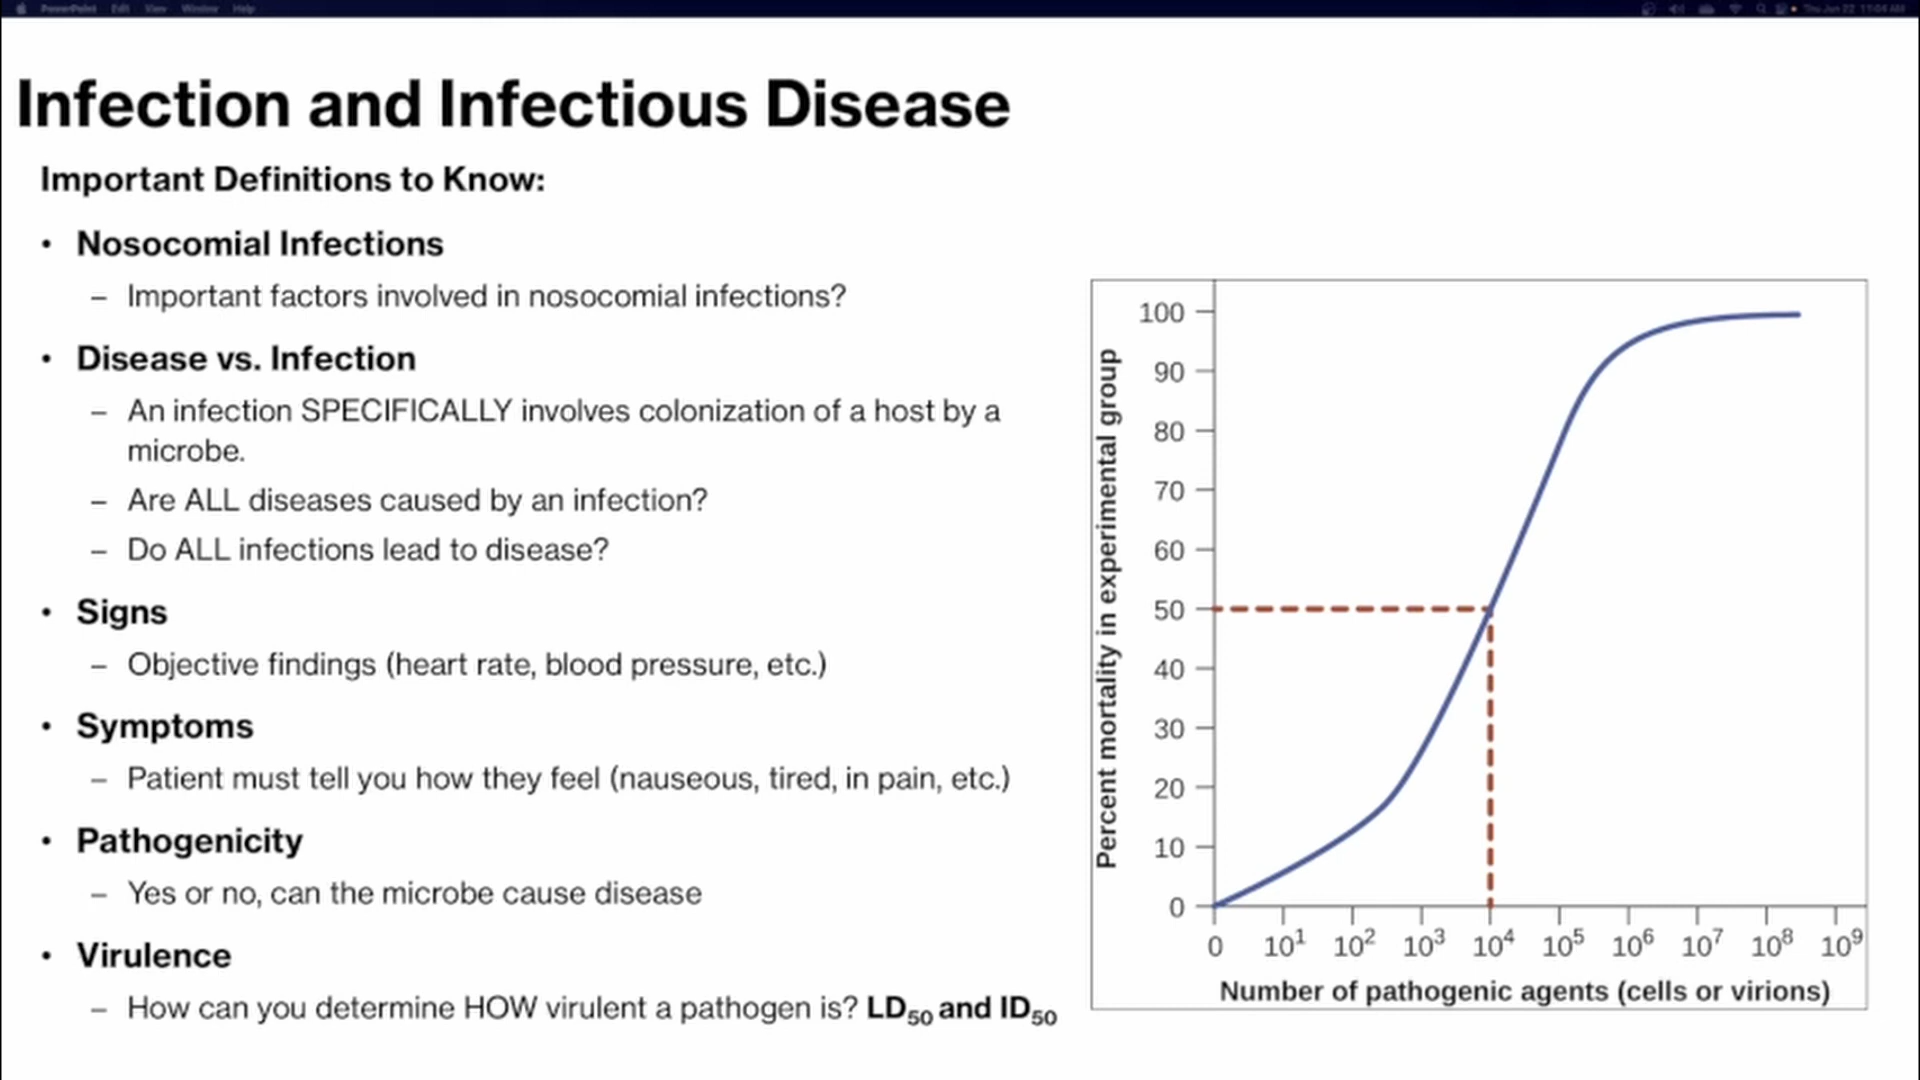 PowerPoint Edit View Window Help
Thu Jun 22 11:04 AM
Infection and Infectious Disease
Important Definitions to Know:
• Nosocomial Infections
– Important factors involved in nosocomial infections?
• Disease vs. Infection
– An infection SPECIFICALLY involves colonization of a host by a
microbe.
– Are ALL diseases caused by an infection?
– Do ALL infections lead to disease?
• Signs
– Objective findings (heart rate, blood pressure, etc.)
• Symptoms
– Patient must tell you how they feel (nauseous, tired, in pain, etc.)
• Pathogenicity
– Yes or no, can the microbe cause disease
• Virulence
– How can you determine HOW virulent a pathogen is? LD₅₀ and ID₅₀
Percent mortality in experimental group
100
90
80
70
60
50
40
30
20
10
0
0 10¹ 10² 10³ 10⁴ 10⁵ 10⁶ 10⁷ 10⁸ 10⁹
Number of pathogenic agents (cells or virions)